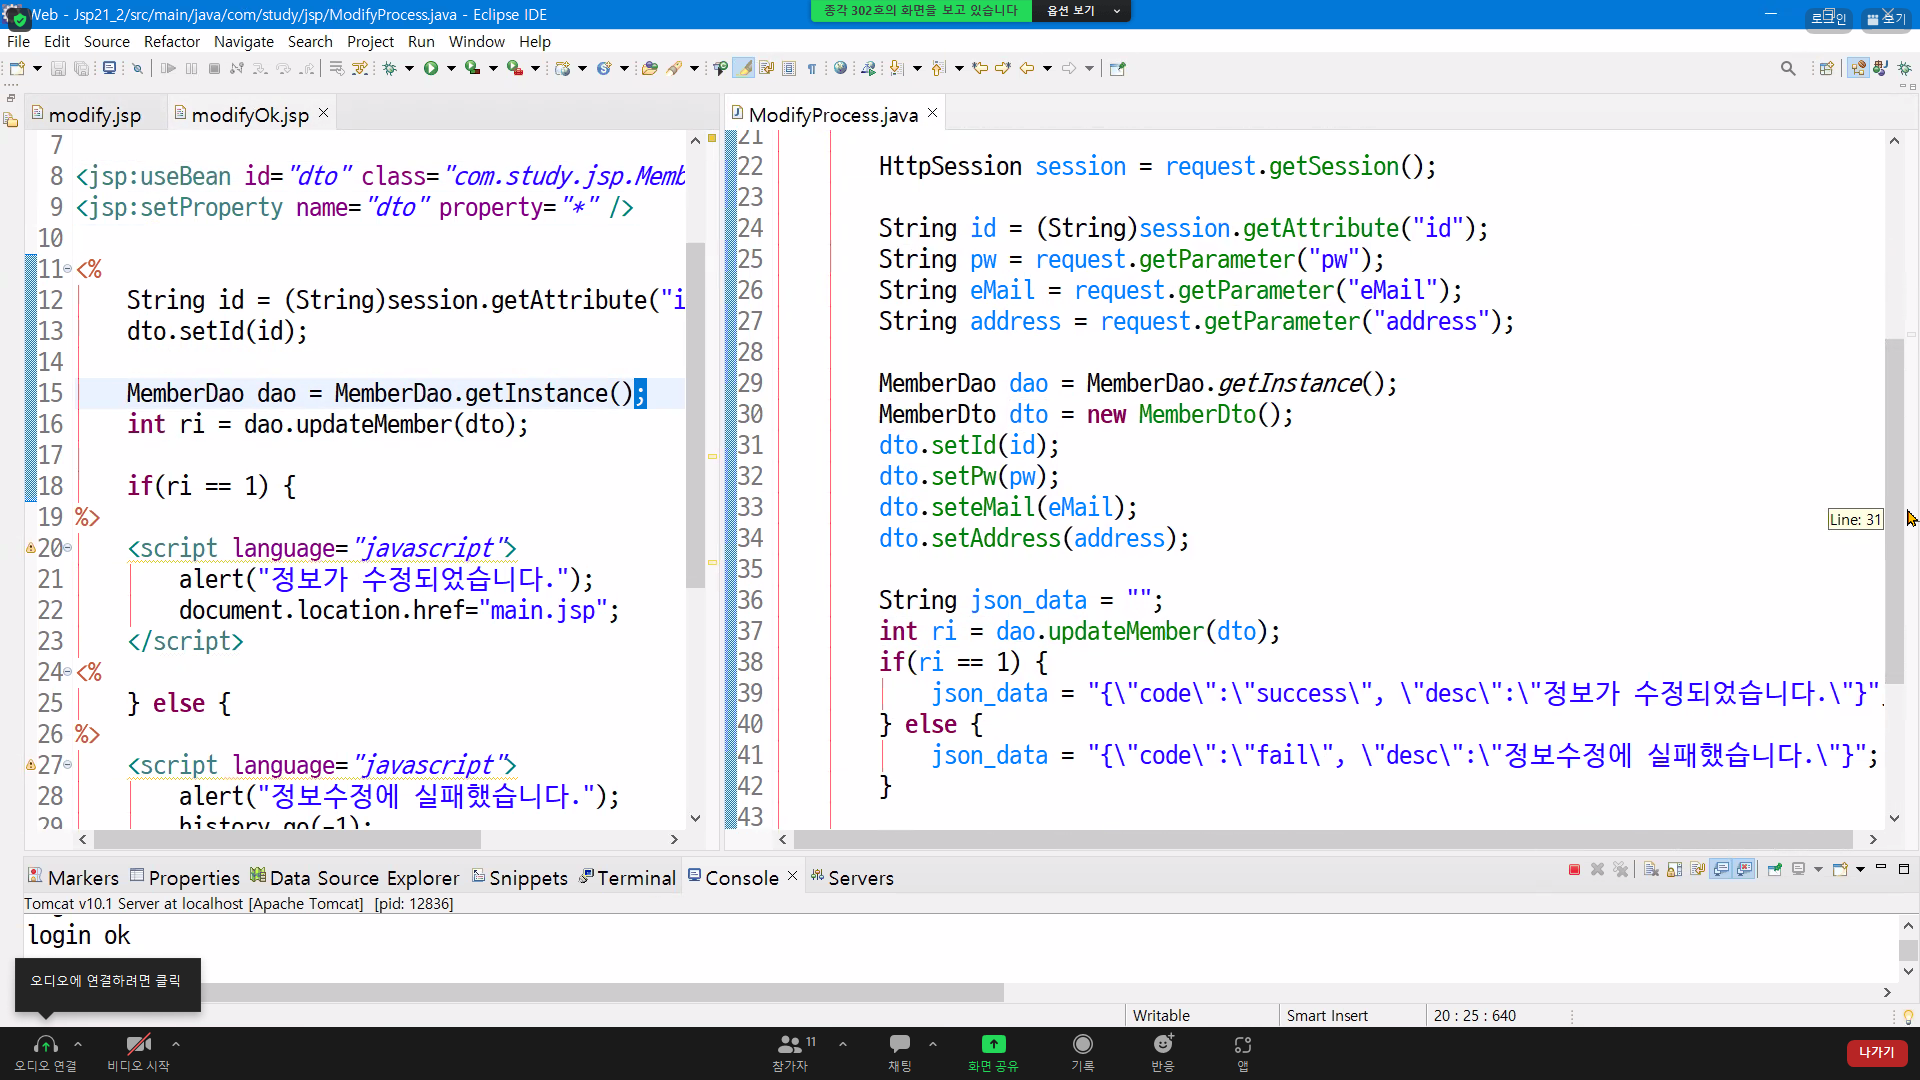 Web - Jsp21_2/src/main/java/com/study/jsp/ModifyProcess.java - Eclipse IDE
종각 302호의 화면을 보고 있습니다
옵션 보기
로그인
보기
File Edit Source Refactor Navigate Search Project Run Window Help
modify.jsp
modifyOk.jsp
7
8 <jsp:useBean id="dto" class="com.study.jsp.Memb
9 <jsp:setProperty name="dto" property="*" />
10
11 <%
12 String id = (String)session.getAttribute("i
13 dto.setId(id);
14
15 MemberDao dao = MemberDao.getInstance();
16 int ri = dao.updateMember(dto);
17
18 if(ri == 1) {
19 %>
20 <script language="javascript">
21 alert("정보가 수정되었습니다.");
22 document.location.href="main.jsp";
23 </script>
24 <%
25 } else {
26 %>
27 <script language="javascript">
28 alert("정보수정에 실패했습니다.");
29 history.go(-1);
ModifyProcess.java
21
22 HttpSession session = request.getSession();
23
24 String id = (String)session.getAttribute("id");
25 String pw = request.getParameter("pw");
26 String eMail = request.getParameter("eMail");
27 String address = request.getParameter("address");
28
29 MemberDao dao = MemberDao.getInstance();
30 MemberDto dto = new MemberDto();
31 dto.setId(id);
32 dto.setPw(pw);
33 dto.seteMail(eMail);
34 dto.setAddress(address);
35
36 String json_data = "";
37 int ri = dao.updateMember(dto);
38 if(ri == 1) {
39 json_data = "{\"code\":\"success\", \"desc\":\"정보가 수정되었습니다.\"}";
40 } else {
41 json_data = "{\"code\":\"fail\", \"desc\":\"정보수정에 실패했습니다.\"}";
42 }
43
Line: 31
Markers Properties Data Source Explorer Snippets Terminal Console Servers
Tomcat v10.1 Server at localhost [Apache Tomcat] [pid: 12836]
login ok
오디오에 연결하려면 클릭
Writable
Smart Insert
20 : 25 : 640
오디오 연결
비디오 시작
11
참가자
채팅
화면 공유
기록
반응
앱
나가기